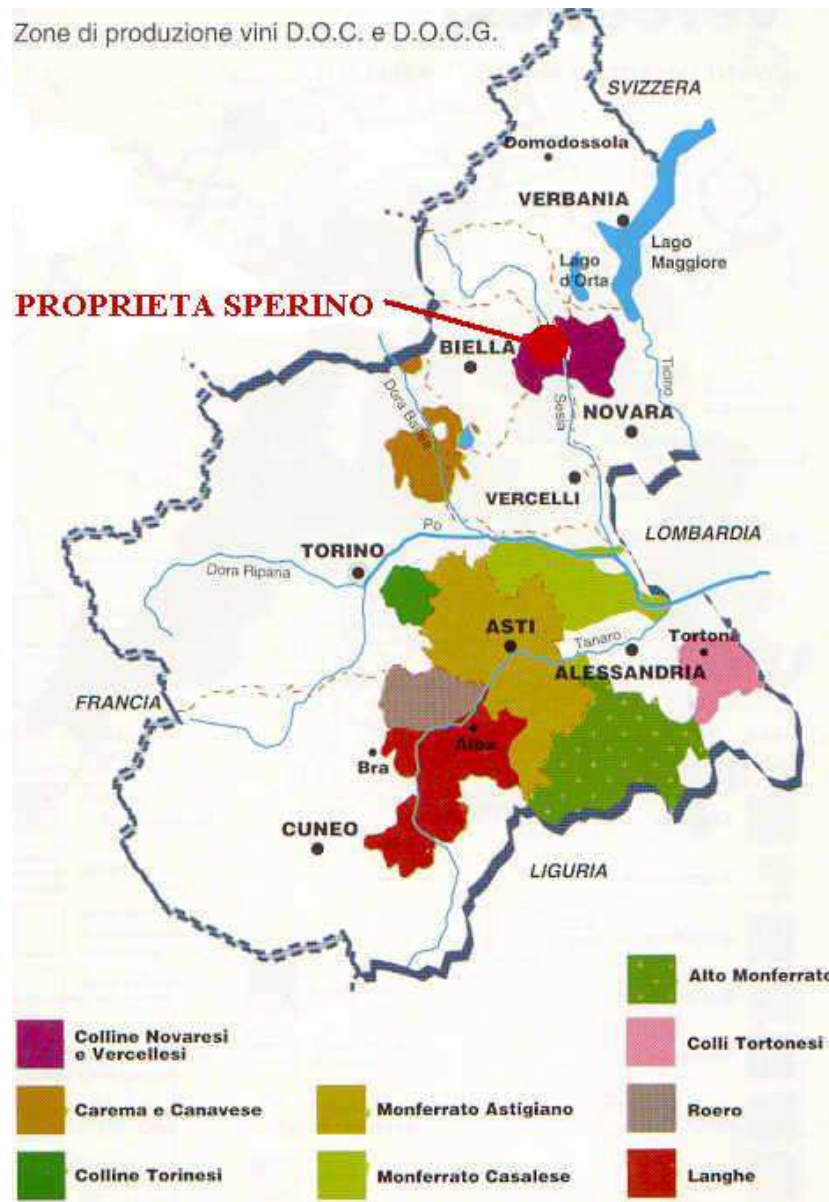 Zone di produzione vini D.O.C. e D.O.C.G.
SVIZZERA
Domodossola
VERBANIA
Lago
Maggiore
Lago
d'Orta
PROPRIETA SPERINO
BIELLA
Ticino
Dora Baltea
Sesia
NOVARA
VERCELLI
Po
LOMBARDIA
TORINO
Dora Riparia
ASTI
Tanaro
Tortona
ALESSANDRIA
FRANCIA
Alba
Bra
CUNEO
LIGURIA
Alto Monferrato
Colline Novaresi
e Vercellesi
Colli Tortonesi
Carema e Canavese
Monferrato Astigiano
Roero
Colline Torinesi
Monferrato Casalese
Langhe